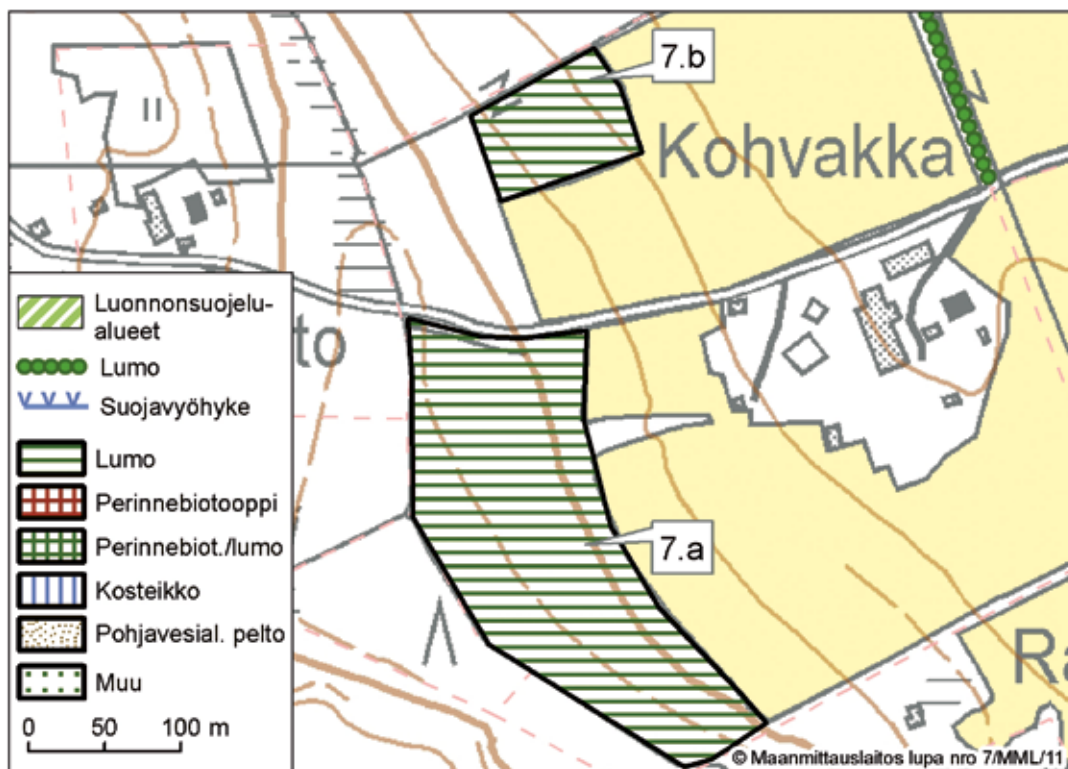 7.b
Kohvakka
to
7.a
Ra
Luonnonsuojelu-
alueet
Lumo
Suojavyöhyke
Lumo
Perinnebiotooppi
Perinnebiot./lumo
Kosteikko
Pohjavesial. pelto
Muu
0 50 100 m
© Maanmittauslaitos lupa nro 7/MML/11